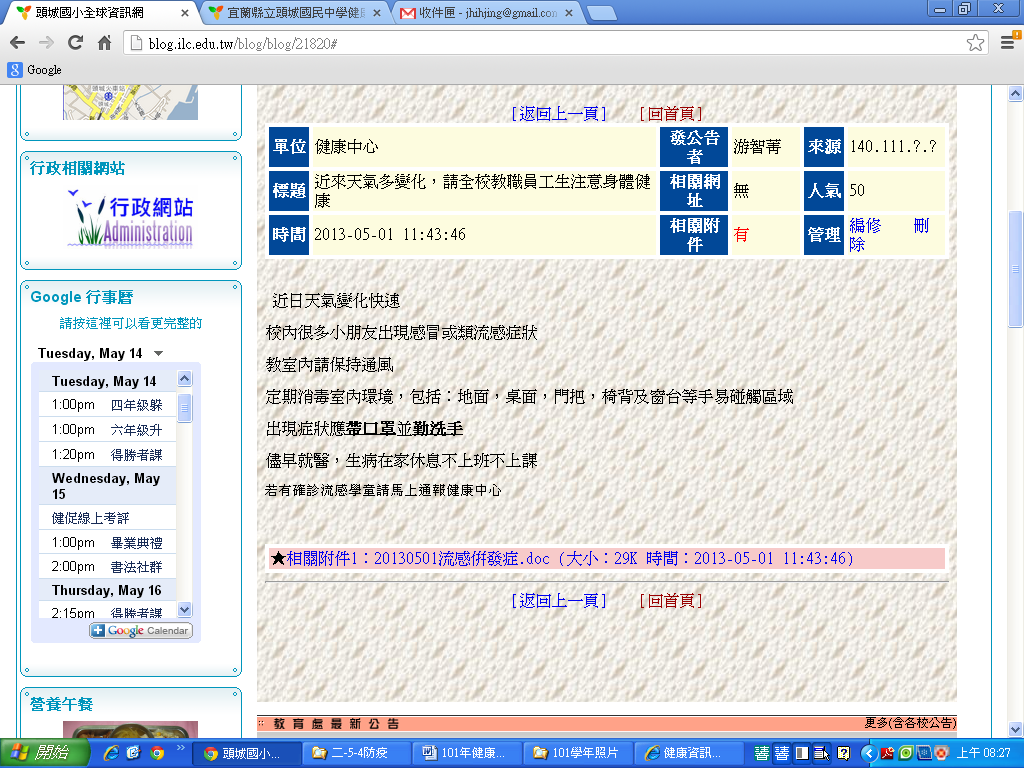 頭城國小全球資訊網
宜蘭縣立頭城國民中學健
收件匣 - jhihjing@gmail.con
blog.ilc.edu.tw/blog/blog/21820#
Google
行政相關網站
行政網站
Administration
Google 行事曆
請按這裡可以看更完整的
Tuesday, May 14
Tuesday, May 14
1:00pm 四年級躲
1:00pm 六年級升
1:20pm 得勝者課
Wednesday, May
15
健促線上考評
1:00pm 畢業典禮
2:00pm 書法社群
Thursday, May 16
2:15pm 得勝者課
Google Calendar
營養午餐
[返回上一頁] [回首頁]
單位 健康中心 發公告者 游智菁 來源 140.111.?.?
標題 近來天氣多變化,請全校教職員工生注意身體健康 相關網址 無 人氣 50
時間 2013-05-01 11:43:46 相關附件 有 管理 編修 刪除
近日天氣變化快速
校內很多小朋友出現感冒或類流感症狀
教室內請保持通風
定期消毒室內環境,包括:地面,桌面,門把,椅背及窗台等手易碰觸區域
出現症狀應帶口罩並勤洗手
儘早就醫,生病在家休息不上班不上課
若有確診流感學童請馬上通報健康中心
★相關附件1:20130501流感併發症.doc (大小:29K 時間:2013-05-01 11:43:46)
[返回上一頁] [回首頁]
教育處最新公告 更多(含各校公告)
開始
頭城國小...
二-5-4防疫
101年健康...
101學年照片
健康資訊...
上午 08:27